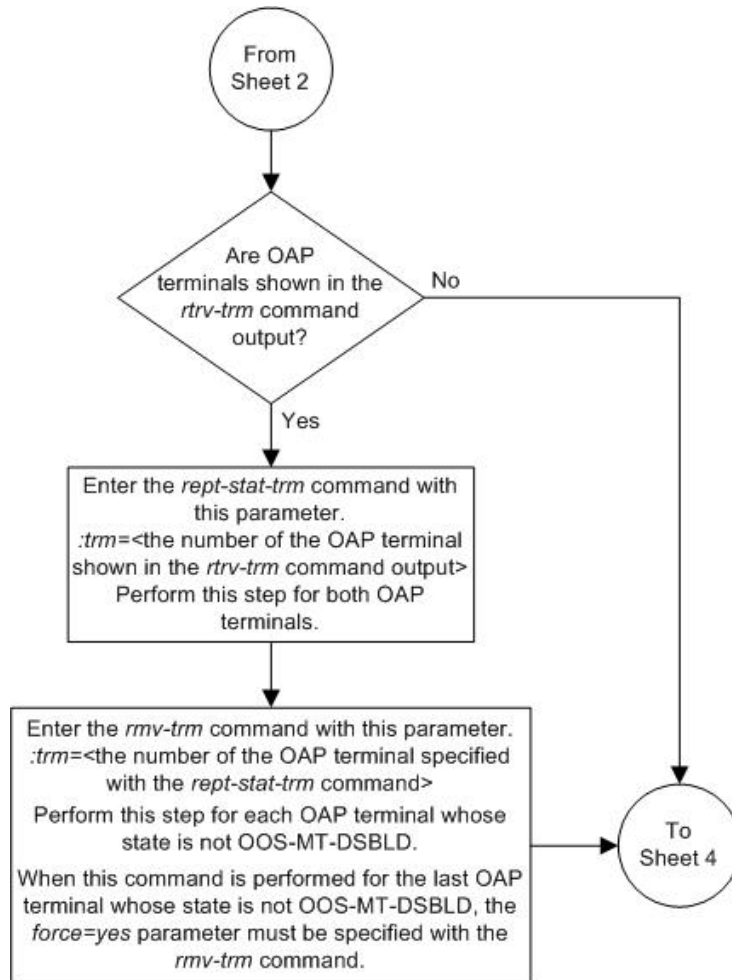 From
Sheet 2
Are OAP
terminals shown in the
rtrv-trm command
output?
No
Yes
Enter the rept-stat-trm command with
this parameter.
:trm=<the number of the OAP terminal
shown in the rtrv-trm command output>
Perform this step for both OAP
terminals.
Enter the rmv-trm command with this parameter.
:trm=<the number of the OAP terminal specified
with the rept-stat-trm command>
Perform this step for each OAP terminal whose
state is not OOS-MT-DSBLD.
When this command is performed for the last OAP
terminal whose state is not OOS-MT-DSBLD, the
force=yes parameter must be specified with the
rmv-trm command.
To
Sheet 4